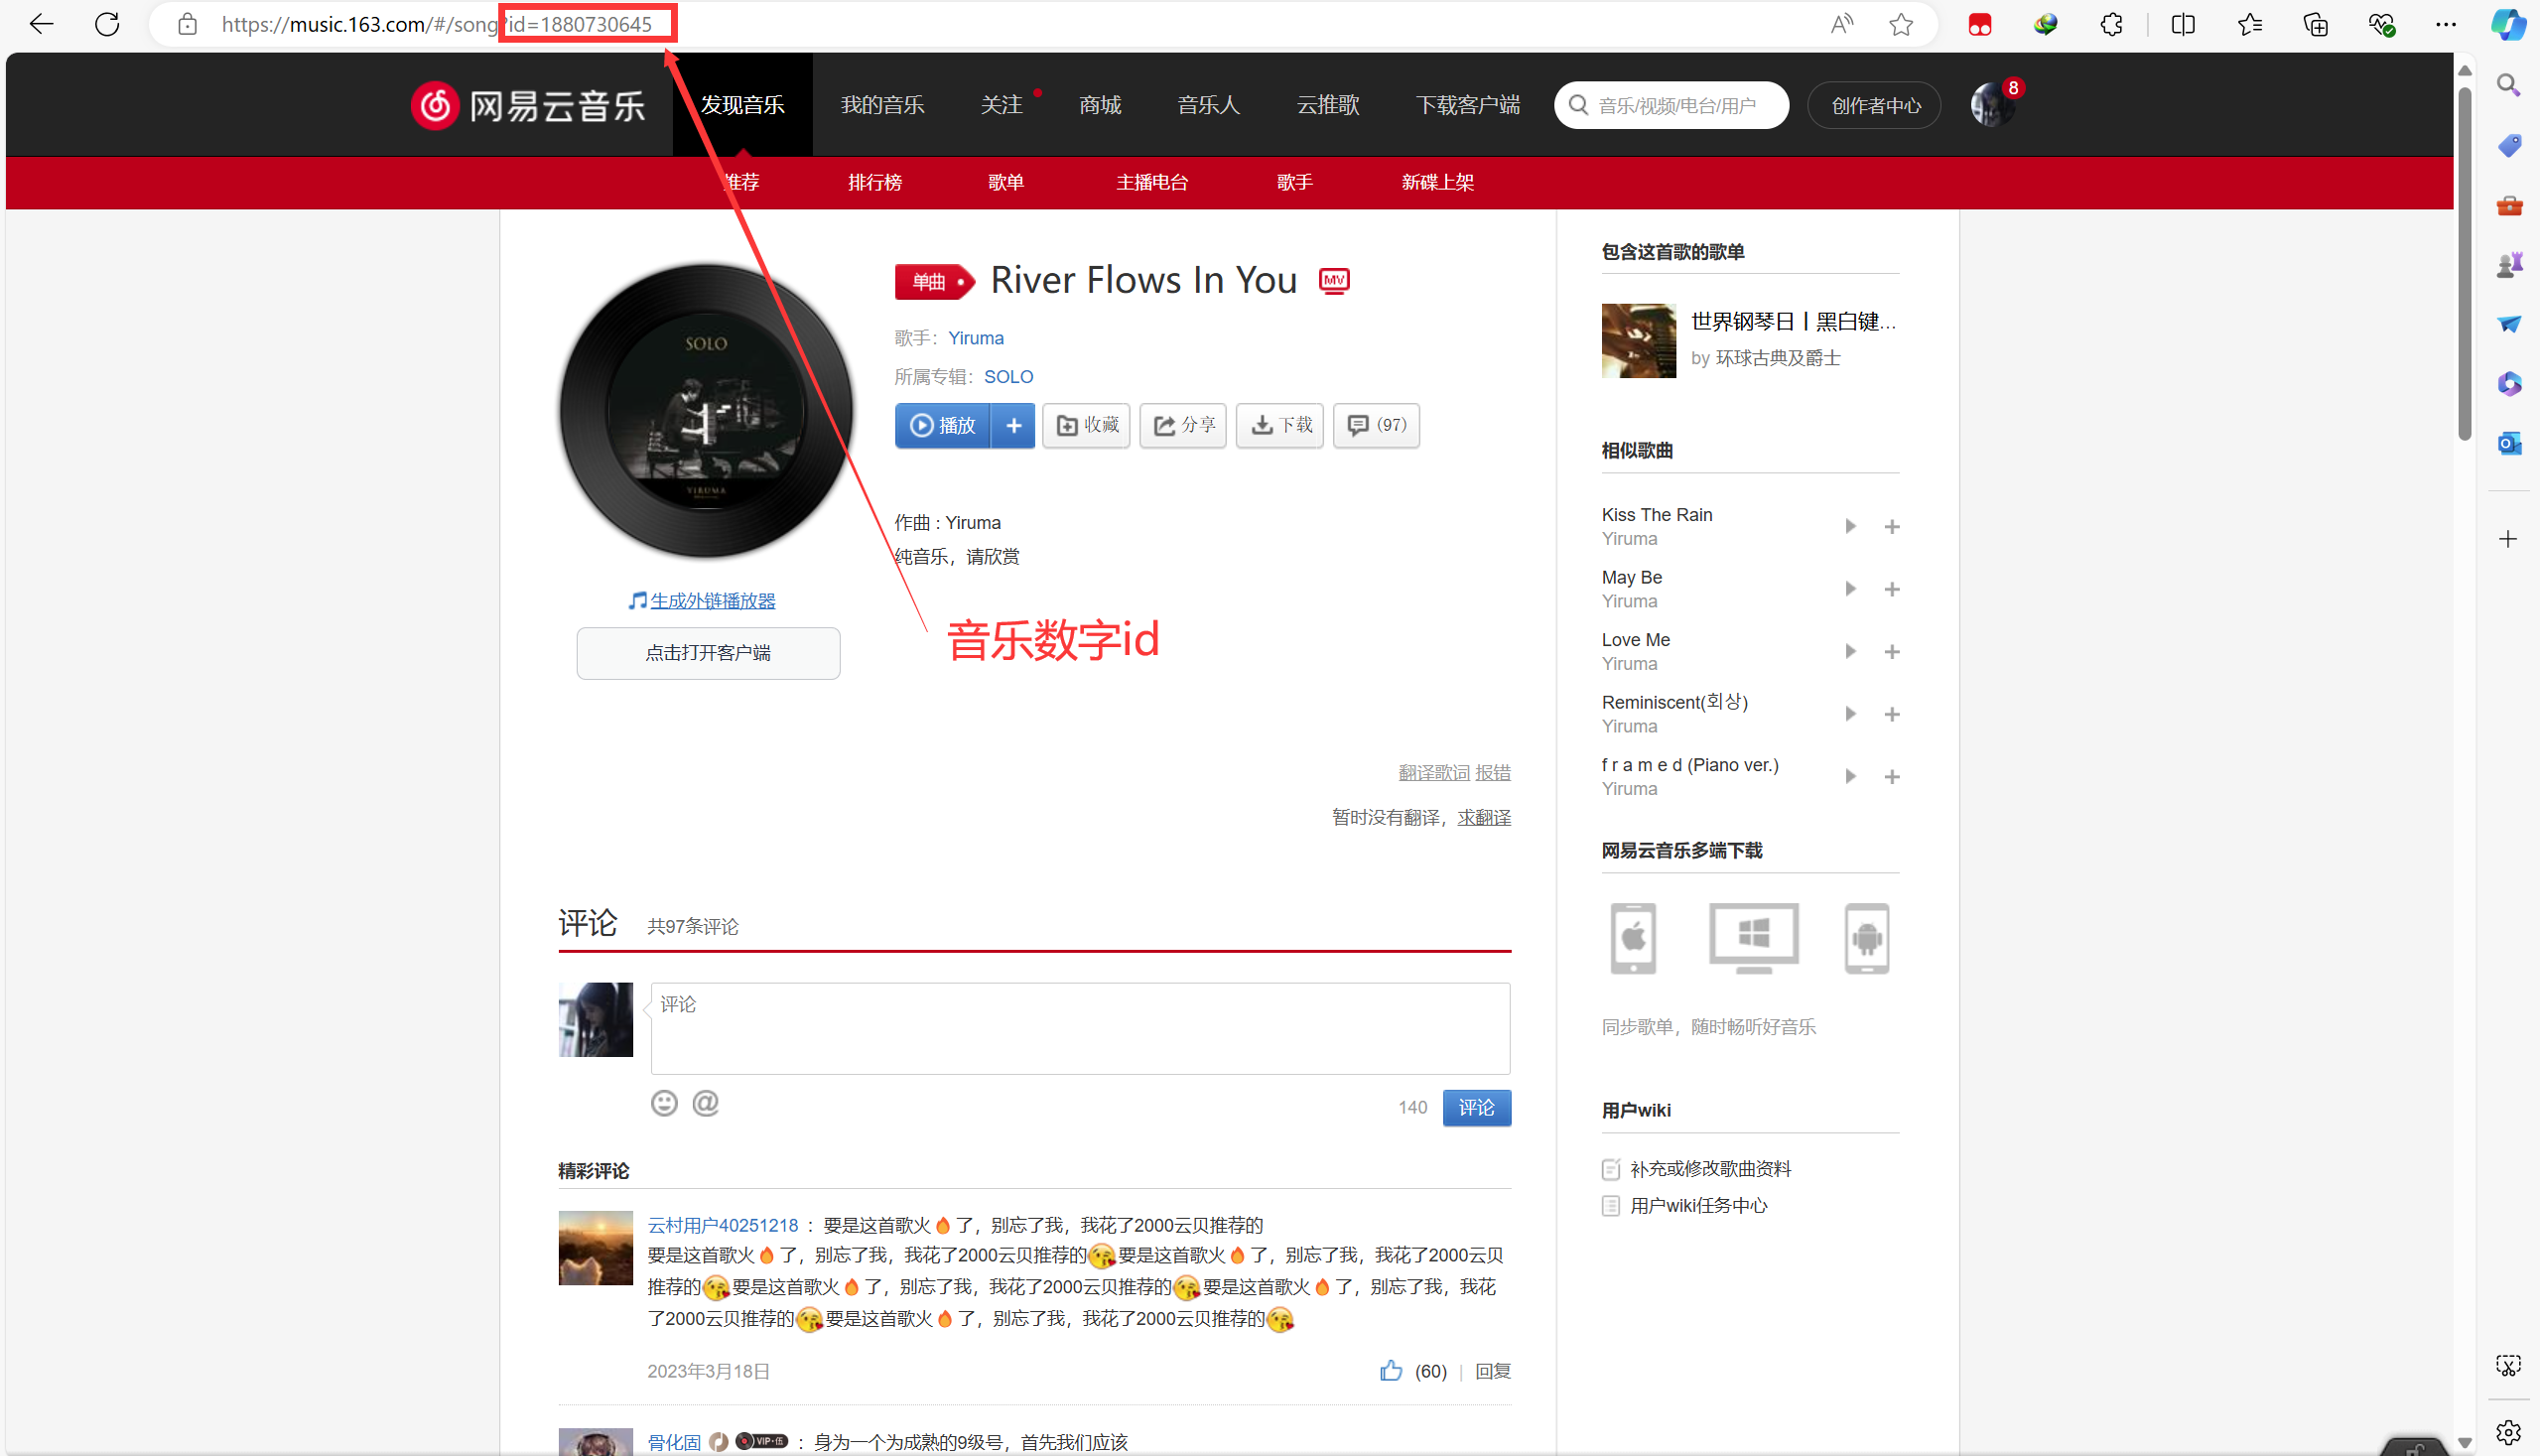 https://music.163.com/#/song?id=1880730645
网易云音乐
发现音乐 我的音乐 关注 商城 音乐人 云推歌 下载客户端 音乐/视频/电台/用户 创作者中心 8
推荐 排行榜 歌单 主播电台 歌手 新碟上架
单曲 River Flows In You MV
歌手：Yiruma
所属专辑：SOLO
播放 + 收藏 分享 下载 (97)
SOLO
YIRUMA
作曲 : Yiruma
纯音乐，请欣赏
生成外链播放器
点击打开客户端
音乐数字id
翻译歌词 报错
暂时没有翻译，求翻译
评论 共97条评论
评论
140 评论
精彩评论
云村用户40251218 ： 要是这首歌火🔥了，别忘了我，我花了2000云贝推荐的
要是这首歌火🔥了，别忘了我，我花了2000云贝推荐的😘要是这首歌火🔥了，别忘了我，我花了2000云贝
推荐的😘要是这首歌火🔥了，别忘了我，我花了2000云贝推荐的😘要是这首歌火🔥了，别忘了我，我花
了2000云贝推荐的😘要是这首歌火🔥了，别忘了我，我花了2000云贝推荐的😘
2023年3月18日 (60) | 回复
骨化固 VIP·伍 ： 身为一个为成熟的9级号，首先我们应该
包含这首歌的歌单
世界钢琴日丨黑白键...
by 环球古典及爵士
相似歌曲
Kiss The Rain
Yiruma
May Be
Yiruma
Love Me
Yiruma
Reminiscent(회상)
Yiruma
f r a m e d (Piano ver.)
Yiruma
网易云音乐多端下载
同步歌单，随时畅听好音乐
用户wiki
补充或修改歌曲资料
用户wiki任务中心